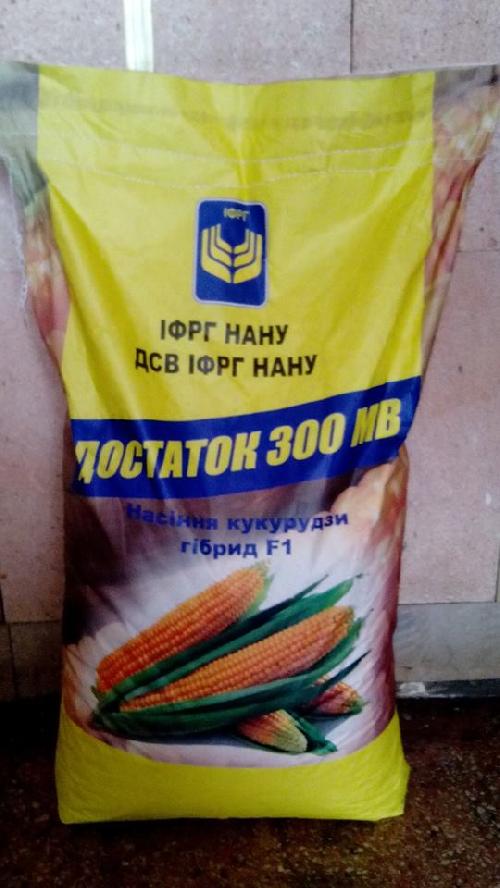 ІФРГ
ІФРГ НАНУ
ДСВ ІФРГ НАНУ
ДОСТАТОК 300 МВ
Насіння кукурудзи
гібрид F1